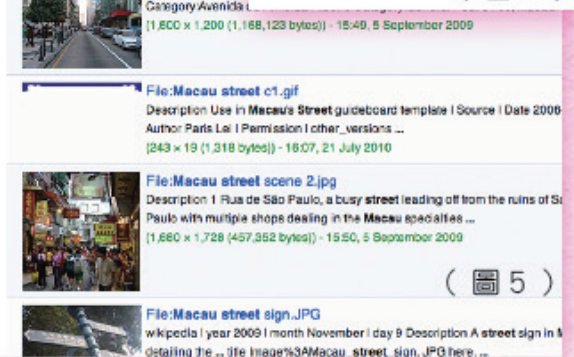 Category Avenida
(1,600 × 1,200 (1,168,123 bytes)) - 15:49, 5 September 2009
File:Macau street c1.gif
Description Use in Macau's Street guideboard template | Source | Date 2006-
Author Paris Lei | Permission | other_versions ...
(243 × 19 (1,318 bytes)) - 16:07, 21 July 2010
File:Macau street scene 2.jpg
Description 1 Rua de São Paulo, a busy street leading off from the ruins of
Paulo with multiple shops dealing in the Macau specialties ...
(1,680 × 1,728 (457,352 bytes)) - 15:50, 5 September 2009
( 圖 5 )
File:Macau street sign.JPG
wikipedia | year 2009 | month November | day 9 Description A street sign in
detailing the ... title Image%3AMacau_street_sign.JPG here. ...